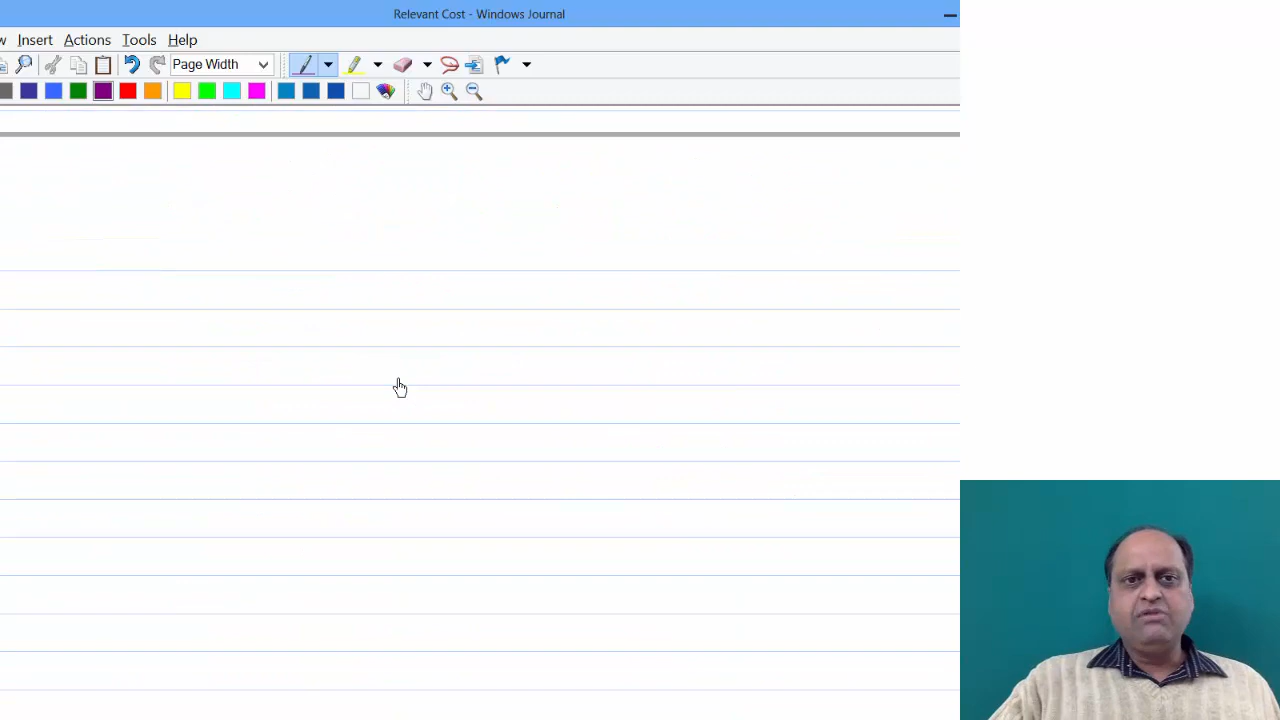 Relevant Cost - Windows Journal
Insert Actions Tools Help
Page Width